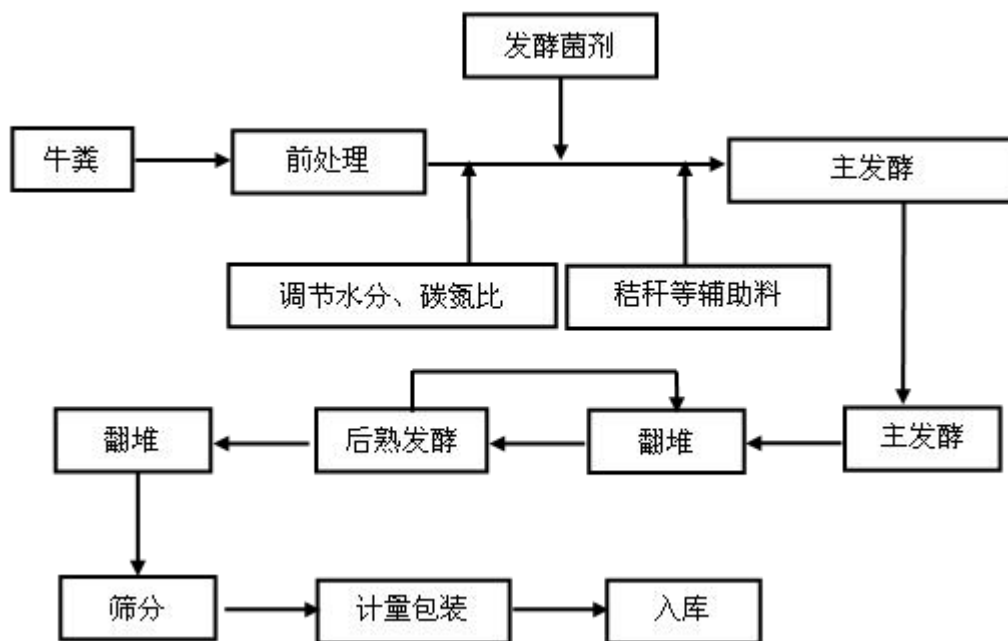 发酵菌剂
牛粪
前处理
主发酵
调节水分、碳氮比
秸秆等辅助料
翻堆
后熟发酵
翻堆
主发酵
筛分
计量包装
入库